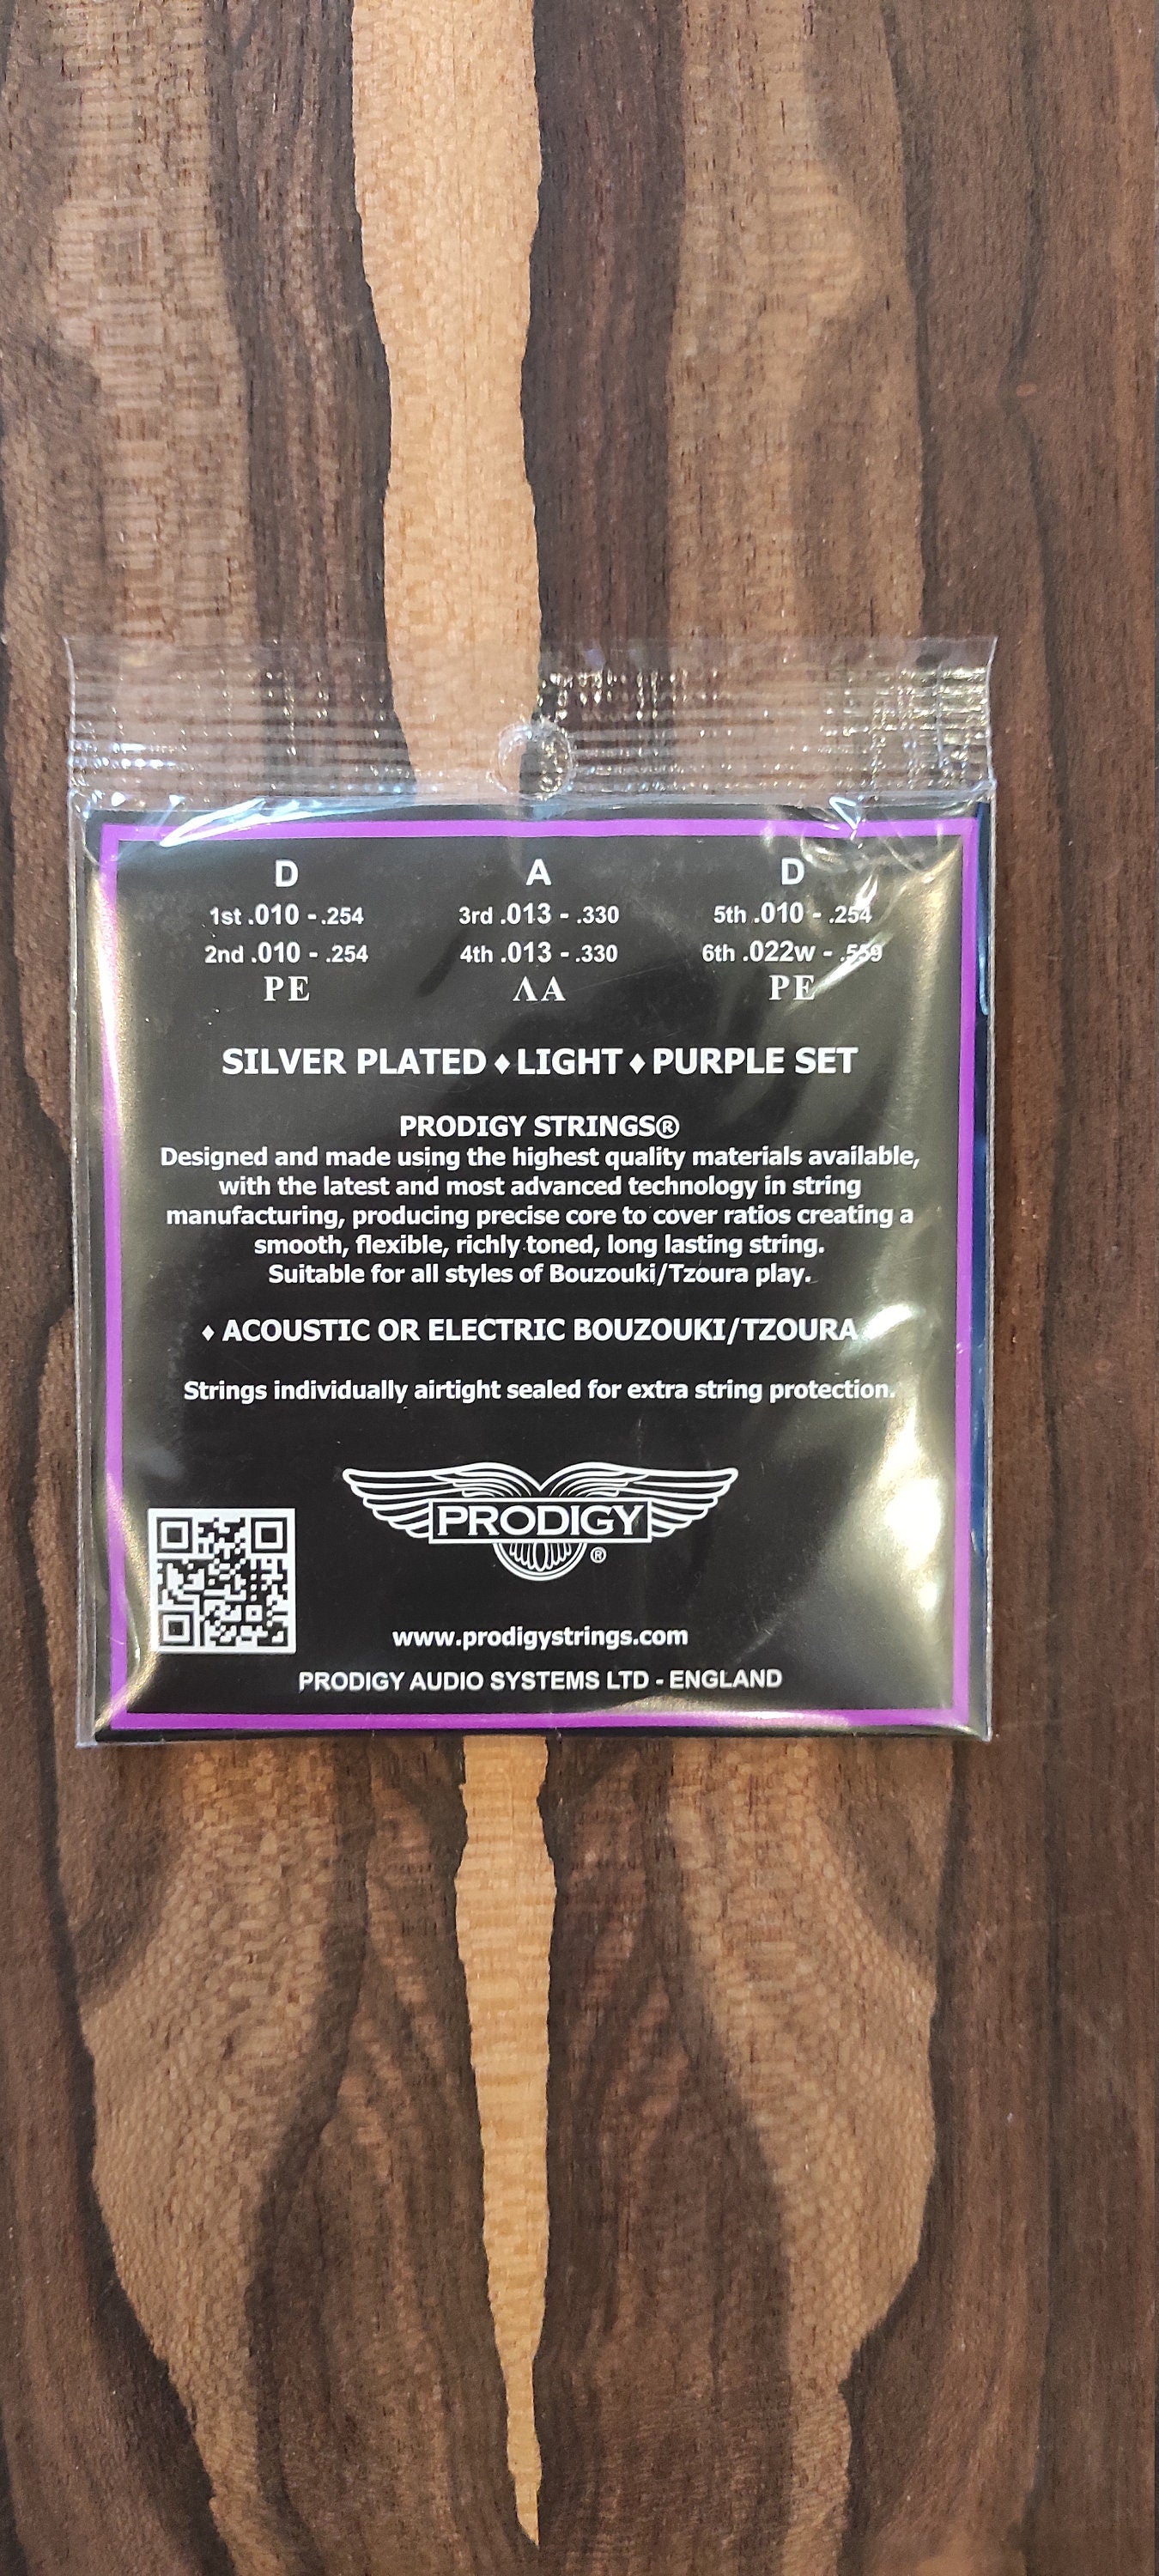 D A D
1st .010 - .254 3rd .013 - .330 5th .010 - .254
2nd .010 - .254 4th .013 - .330 6th .022w - .559
ΡΕ ΛΑ ΡΕ
SILVER PLATED ♦ LIGHT ♦ PURPLE SET
PRODIGY STRINGS®
Designed and made using the highest quality materials available,
with the latest and most advanced technology in string
manufacturing, producing precise core to cover ratios creating a
smooth, flexible, richly toned, long lasting string.
Suitable for all styles of Bouzouki/Tzoura play.
♦ ACOUSTIC OR ELECTRIC BOUZOUKI/TZOURA
Strings individually airtight sealed for extra string protection.
PRODIGY
®
www.prodigystrings.com
PRODIGY AUDIO SYSTEMS LTD - ENGLAND